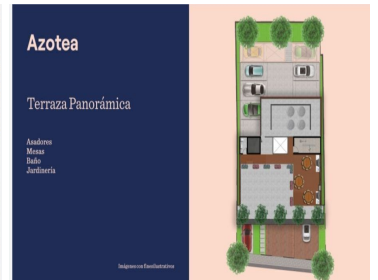 Azotea
Terraza Panorámica
Asadores
Mesas
Baño
Jardinería
Imágenes con fines ilustrativos